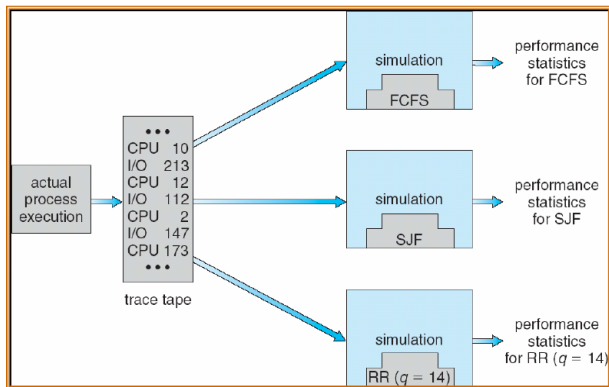 actual
process
execution
• • •
CPU 10
I/O 213
CPU 12
I/O 112
CPU 2
I/O 147
CPU 173
• • •
trace tape
simulation
FCFS
performance
statistics
for FCFS
simulation
SJF
performance
statistics
for SJF
simulation
RR (q = 14)
performance
statistics
for RR (q = 14)